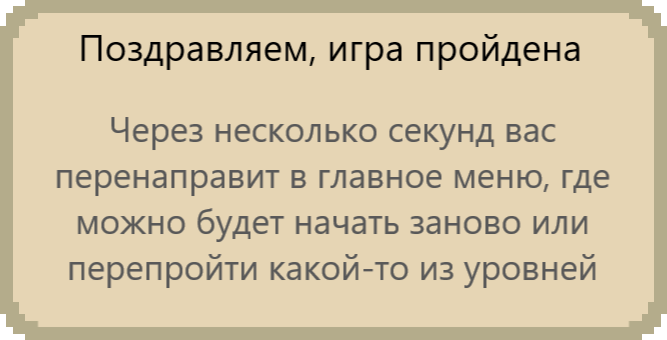 Поздравляем, игра пройдена
Через несколько секунд вас
перенаправит в главное меню, где
можно будет начать заново или
перепройти какой-то из уровней